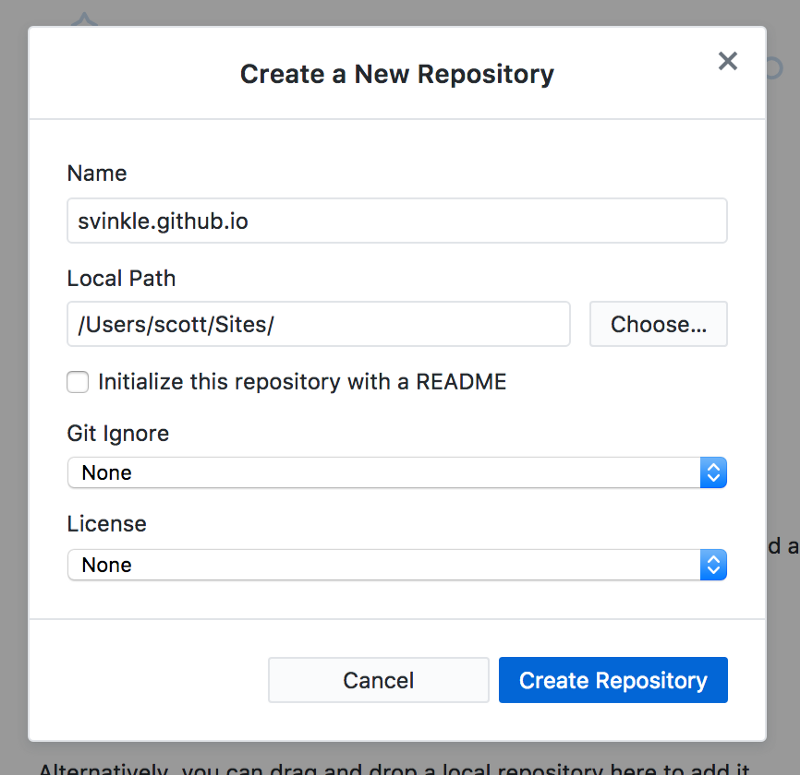 Create a New Repository
Name
svinkle.github.io
Local Path
/Users/scott/Sites/
Choose...
Initialize this repository with a README
Git Ignore
None
License
None
d a
Cancel
Create Repository
Alternatively, you can drag and drop a local repository here to add it